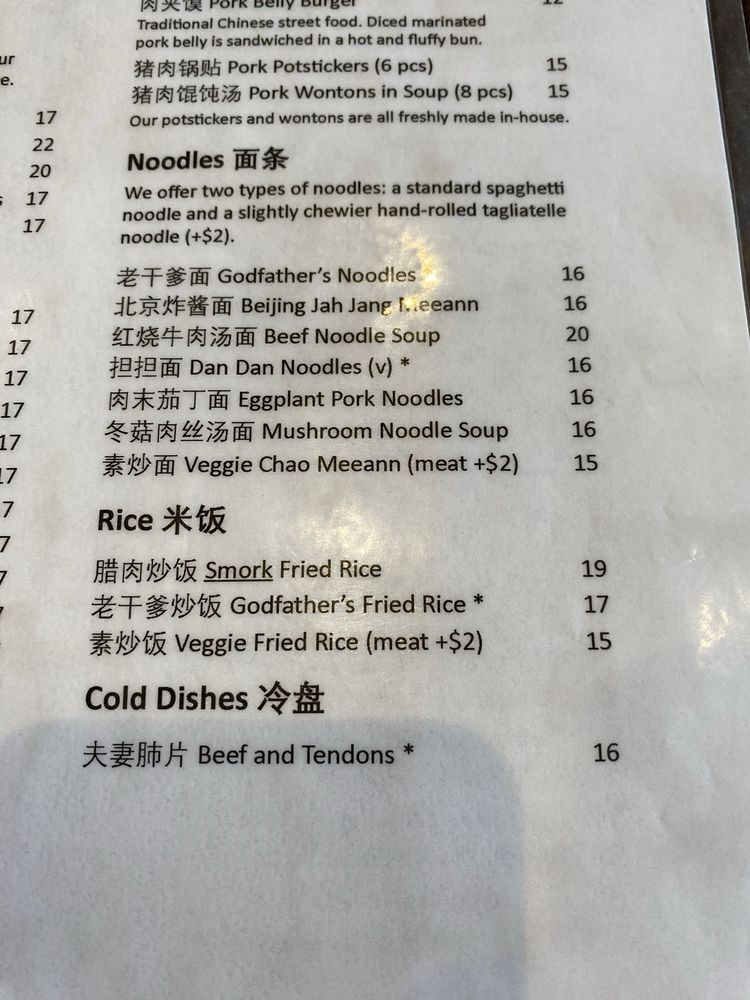 肉夹馍 Pork Belly Burger 12
Traditional Chinese street food. Diced marinated
pork belly is sandwiched in a hot and fluffy bun.
猪肉锅贴 Pork Potstickers (6 pcs) 15
猪肉馄饨汤 Pork Wontons in Soup (8 pcs) 15
Our potstickers and wontons are all freshly made in-house.
Noodles 面条
We offer two types of noodles: a standard spaghetti
noodle and a slightly chewier hand-rolled tagliatelle
noodle (+$2).
老干爹面 Godfather's Noodles 16
北京炸酱面 Beijing Jah Jang Meeann 16
红烧牛肉汤面 Beef Noodle Soup 20
担担面 Dan Dan Noodles (v) * 16
肉末茄丁面 Eggplant Pork Noodles 16
冬菇肉丝汤面 Mushroom Noodle Soup 16
素炒面 Veggie Chao Meeann (meat +$2) 15
Rice 米饭
腊肉炒饭 Smork Fried Rice 19
老干爹炒饭 Godfather's Fried Rice * 17
素炒饭 Veggie Fried Rice (meat +$2) 15
Cold Dishes 冷盘
夫妻肺片 Beef and Tendons * 16
17
22
20
17
17
17
17
17
17
17
17